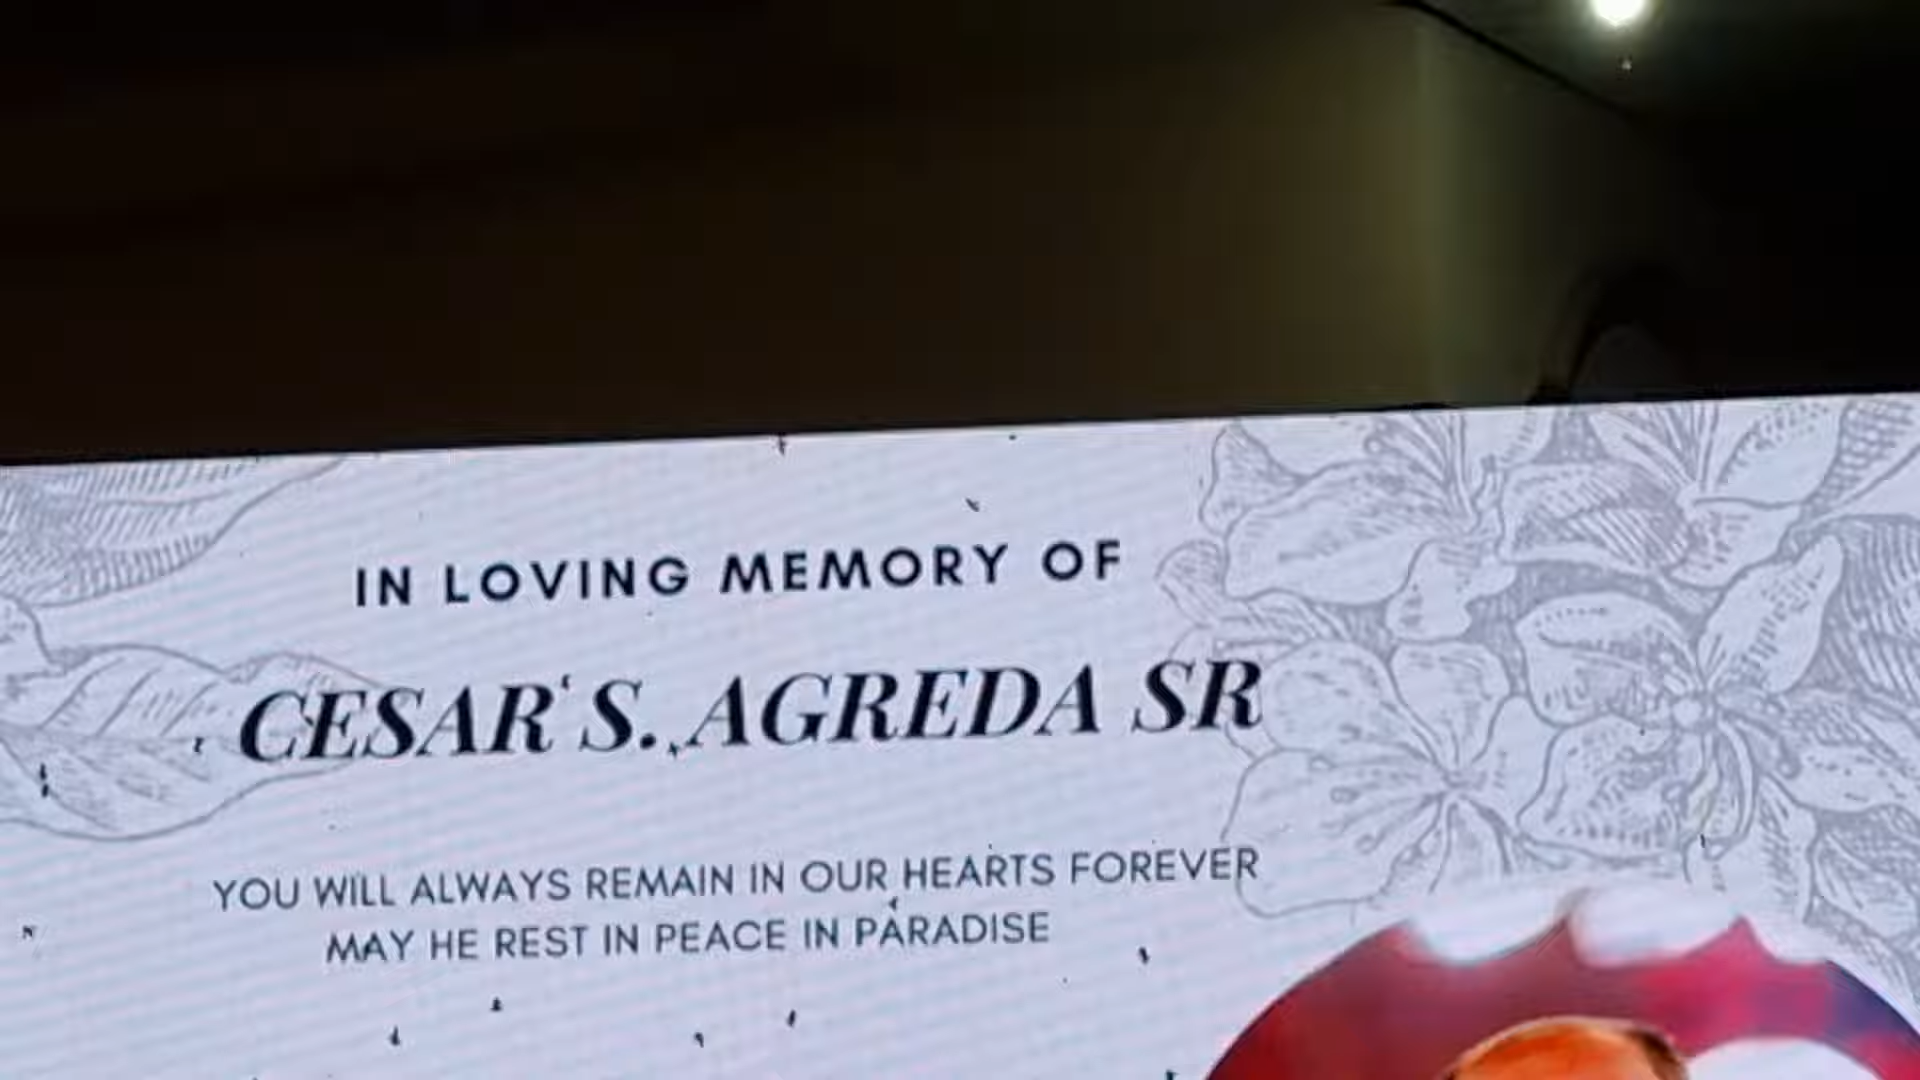 IN LOVING MEMORY OF
CESAR S. AGREDA SR
YOU WILL ALWAYS REMAIN IN OUR HEARTS FOREVER
MAY HE REST IN PEACE IN PARADISE